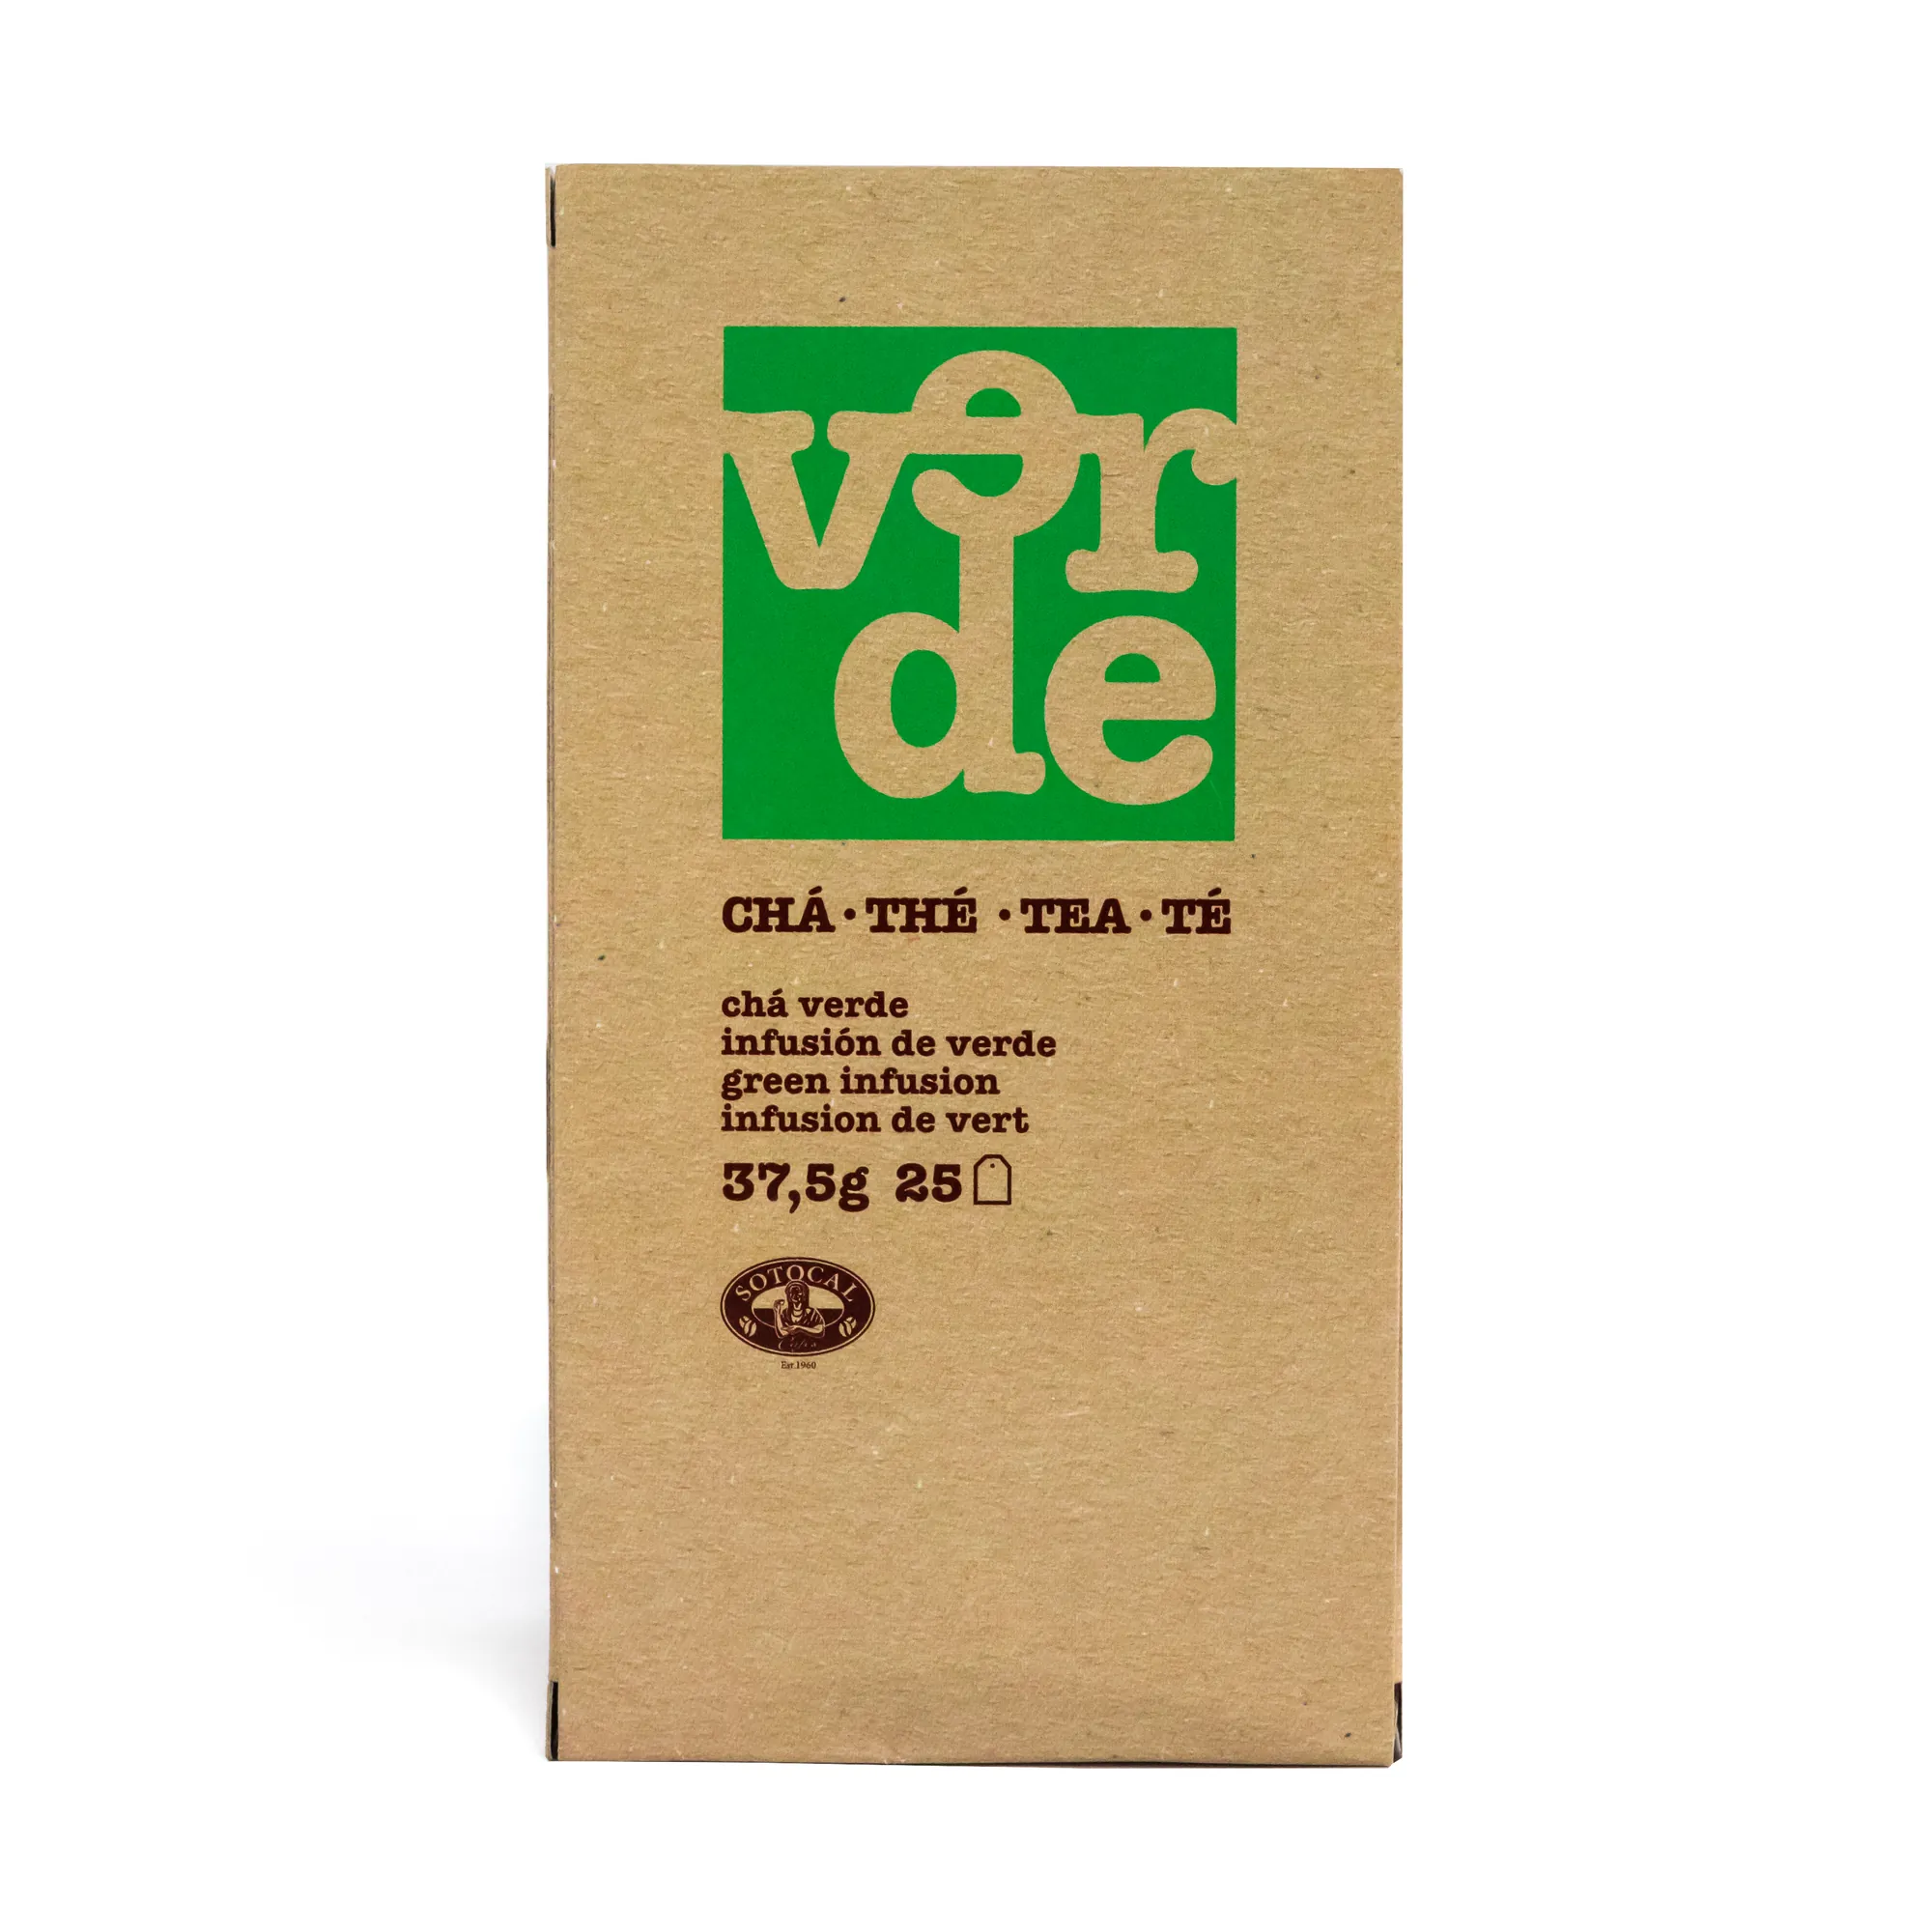 verde
CHÁ • THÉ • TEA • TÉ
chá verde
infusión de verde
green infusion
infusion de vert
37,5g 25
SOTOCAL
Cafés
Est.1960